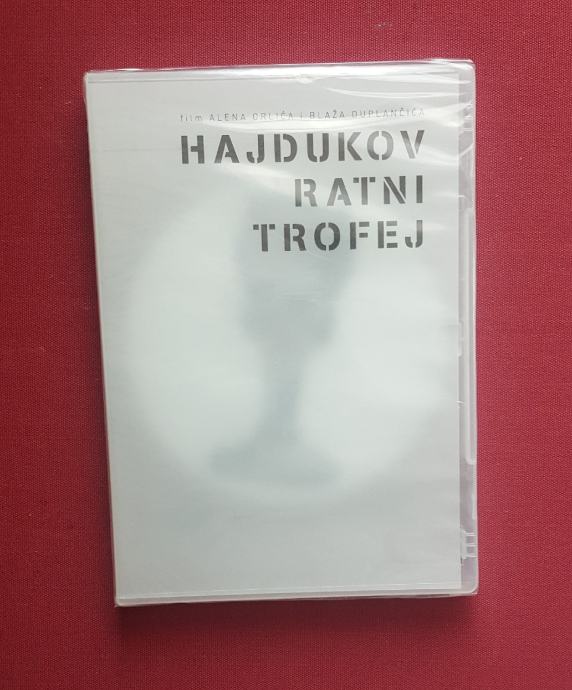 film ALENA ORLIĆA i BLAŽA DUPLANČIĆA
HAJDUKOV
RATNI
TROFEJ